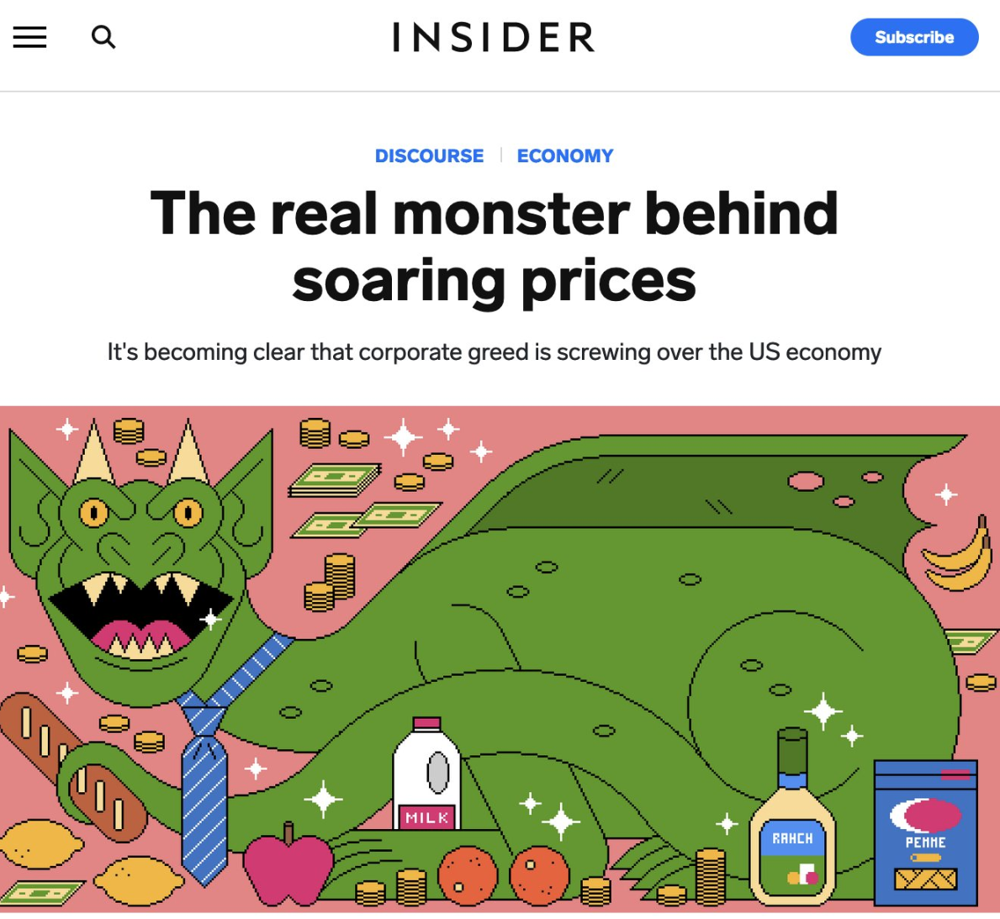 INSIDER
Subscribe
DISCOURSE | ECONOMY
The real monster behind
soaring prices
It's becoming clear that corporate greed is screwing over the US economy
MILK
RANCH
PENNE